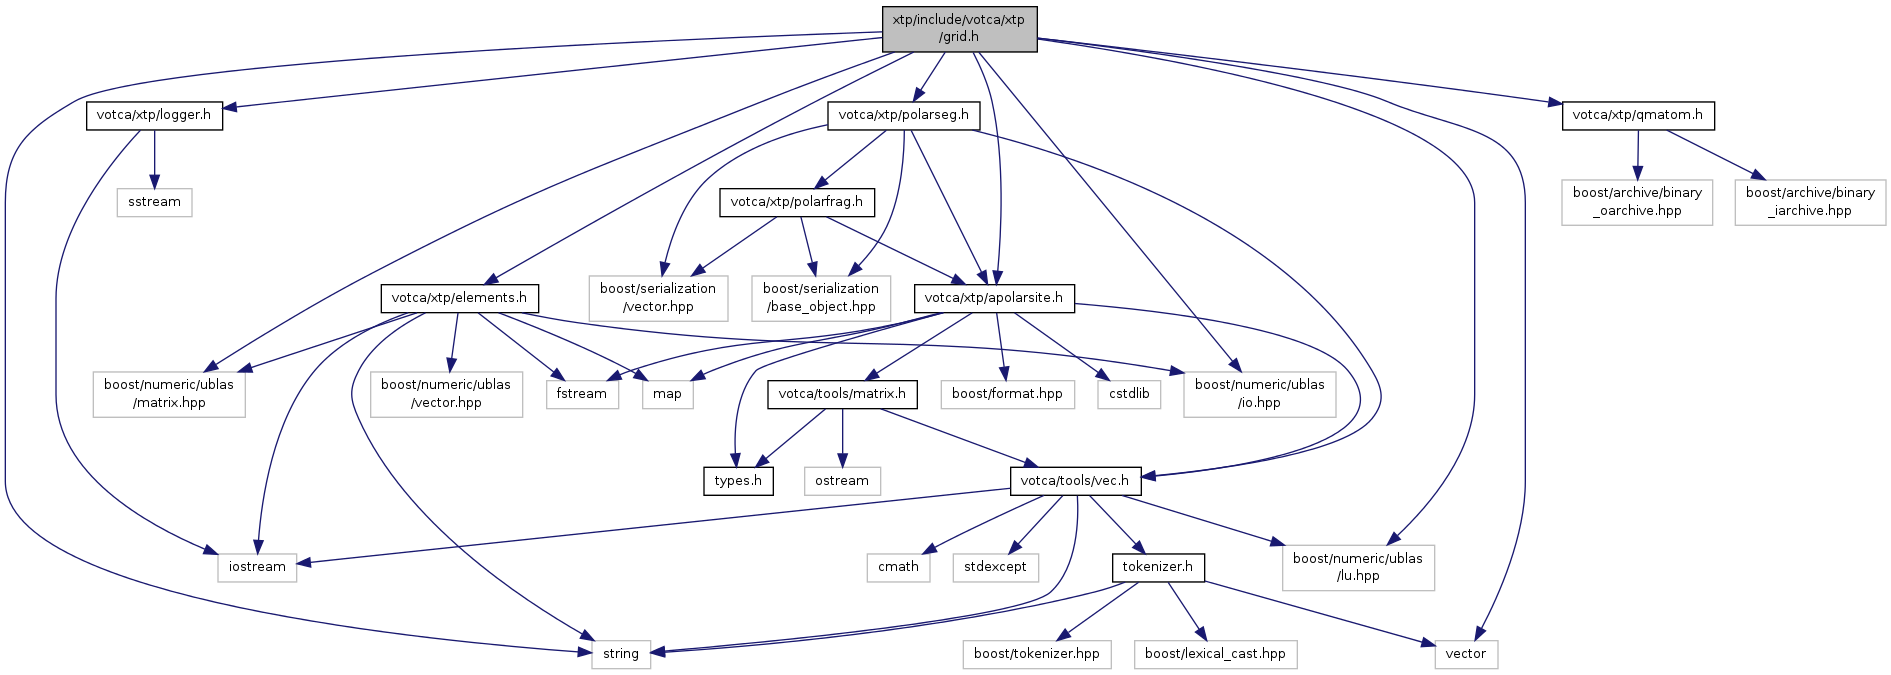 xtp/include/votca/xtp
/grid.h
votca/xtp/logger.h
votca/xtp/polarseg.h
votca/xtp/qmatom.h
sstream
votca/xtp/polarfrag.h
boost/archive/binary
_oarchive.hpp
boost/archive/binary
_iarchive.hpp
votca/xtp/elements.h
boost/serialization
/vector.hpp
boost/serialization
/base_object.hpp
votca/xtp/apolarsite.h
boost/numeric/ublas
/matrix.hpp
boost/numeric/ublas
/vector.hpp
fstream
map
votca/tools/matrix.h
boost/format.hpp
cstdlib
boost/numeric/ublas
/io.hpp
types.h
ostream
votca/tools/vec.h
iostream
cmath
stdexcept
tokenizer.h
boost/numeric/ublas
/lu.hpp
string
boost/tokenizer.hpp
boost/lexical_cast.hpp
vector